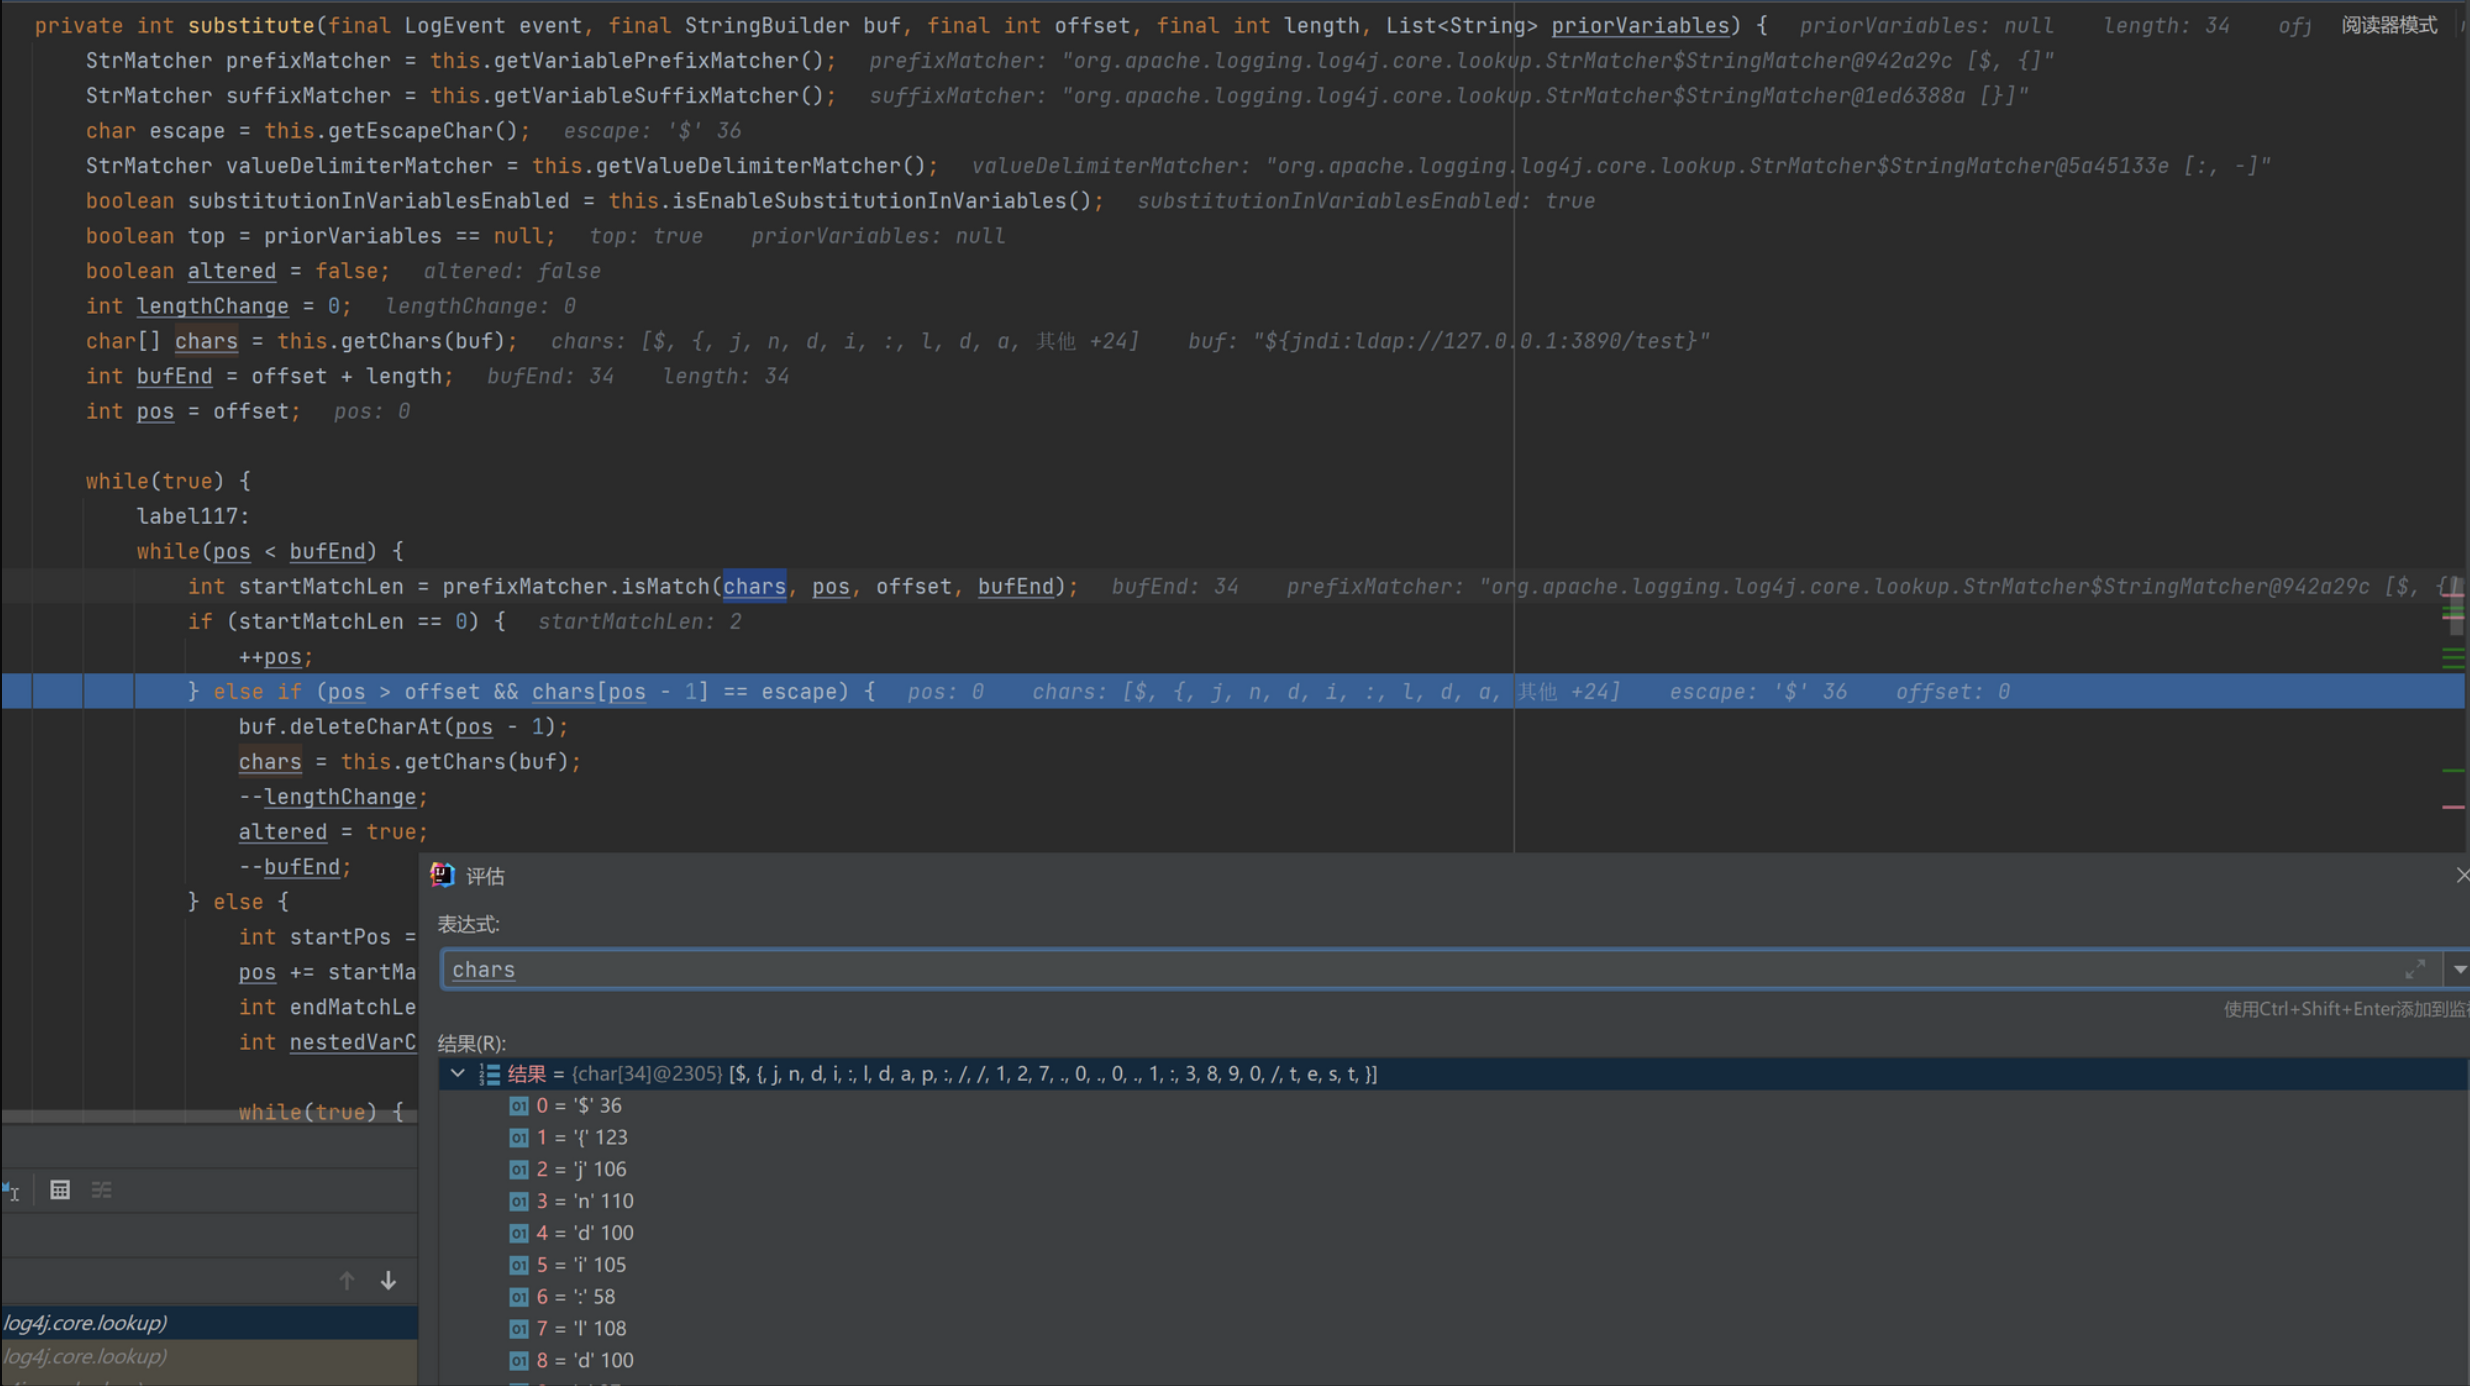 private int substitute(final LogEvent event, final StringBuilder buf, final int offset, final int length, List<String> priorVariables) { priorVariables: null length: 34 阅读器模式
StrMatcher prefixMatcher = this.getVariablePrefixMatcher(); prefixMatcher: "org.apache.logging.log4j.core.lookup.StrMatcher$StringMatcher@942a29c [$, {]"
StrMatcher suffixMatcher = this.getVariableSuffixMatcher(); suffixMatcher: "org.apache.logging.log4j.core.lookup.StrMatcher$StringMatcher@1ed6388a [}]"
char escape = this.getEscapeChar(); escape: '$' 36
StrMatcher valueDelimiterMatcher = this.getValueDelimiterMatcher(); valueDelimiterMatcher: "org.apache.logging.log4j.core.lookup.StrMatcher$StringMatcher@5a45133e [:, -]"
boolean substitutionInVariablesEnabled = this.isEnableSubstitutionInVariables(); substitutionInVariablesEnabled: true
boolean top = priorVariables == null; top: true priorVariables: null
boolean altered = false; altered: false
int lengthChange = 0; lengthChange: 0
char[] chars = this.getChars(buf); chars: [$, {, j, n, d, i, :, l, d, a, 其他 +24] buf: "${jndi:ldap://127.0.0.1:3890/test}"
int bufEnd = offset + length; bufEnd: 34 length: 34
int pos = offset; pos: 0
while(true) {
label117:
while(pos < bufEnd) {
int startMatchLen = prefixMatcher.isMatch(chars, pos, offset, bufEnd); bufEnd: 34 prefixMatcher: "org.apache.logging.log4j.core.lookup.StrMatcher$StringMatcher@942a29c [$, {]
if (startMatchLen == 0) { startMatchLen: 2
++pos;
} else if (pos > offset && chars[pos - 1] == escape) { pos: 0 chars: [$, {, j, n, d, i, :, l, d, a, 其他 +24] escape: '$' 36 offset: 0
buf.deleteCharAt(pos - 1);
chars = this.getChars(buf);
--lengthChange;
altered = true;
--bufEnd;
} else {
int startPos =
pos += startMa
int endMatchLe
int nestedVarC
while(true) {
评估
表达式:
chars
使用Ctrl+Shift+Enter添加到监
结果(R):
结果 = {char[34]@2305} [$, {, j, n, d, i, :, l, d, a, p, :, /, /, 1, 2, 7, ., 0, ., 0, ., 1, :, 3, 8, 9, 0, /, t, e, s, t, }]
0 = '$' 36
1 = '{' 123
2 = 'j' 106
3 = 'n' 110
4 = 'd' 100
5 = 'i' 105
6 = ':' 58
7 = 'l' 108
8 = 'd' 100
log4j.core.lookup)
log4j.core.lookup)